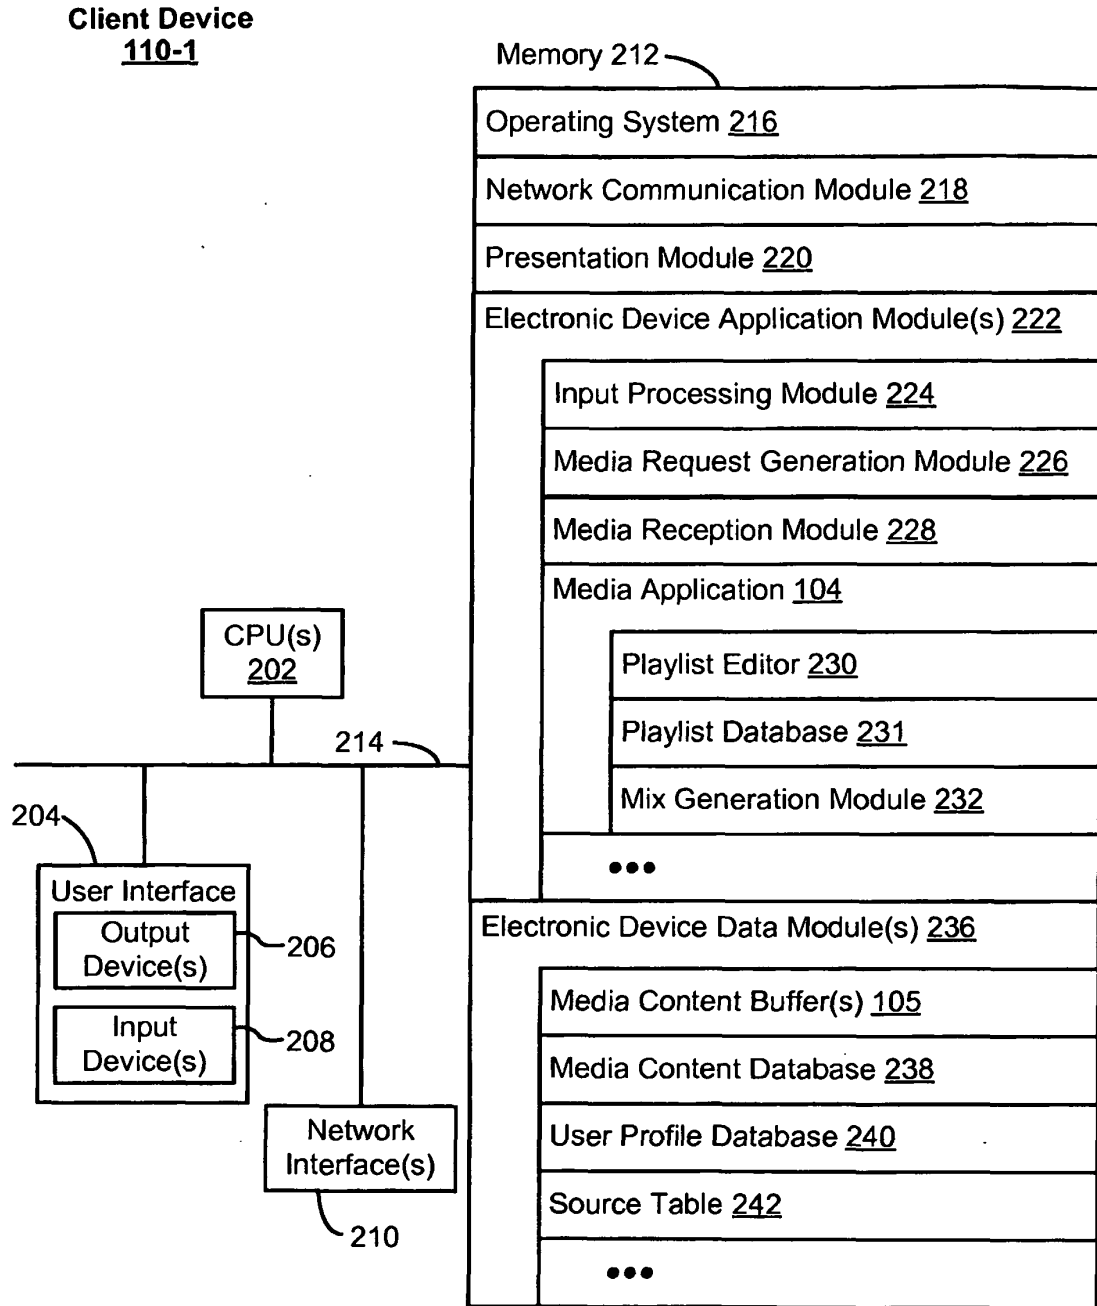 Client Device
110-1
Memory 212
Operating System 216
Network Communication Module 218
Presentation Module 220
Electronic Device Application Module(s) 222
Input Processing Module 224
Media Request Generation Module 226
Media Reception Module 228
Media Application 104
Playlist Editor 230
Playlist Database 231
Mix Generation Module 232
•••
Electronic Device Data Module(s) 236
Media Content Buffer(s) 105
Media Content Database 238
User Profile Database 240
Source Table 242
•••
CPU(s)
202
214
204
User Interface
Output
Device(s)
206
Input
Device(s)
208
Network
Interface(s)
210